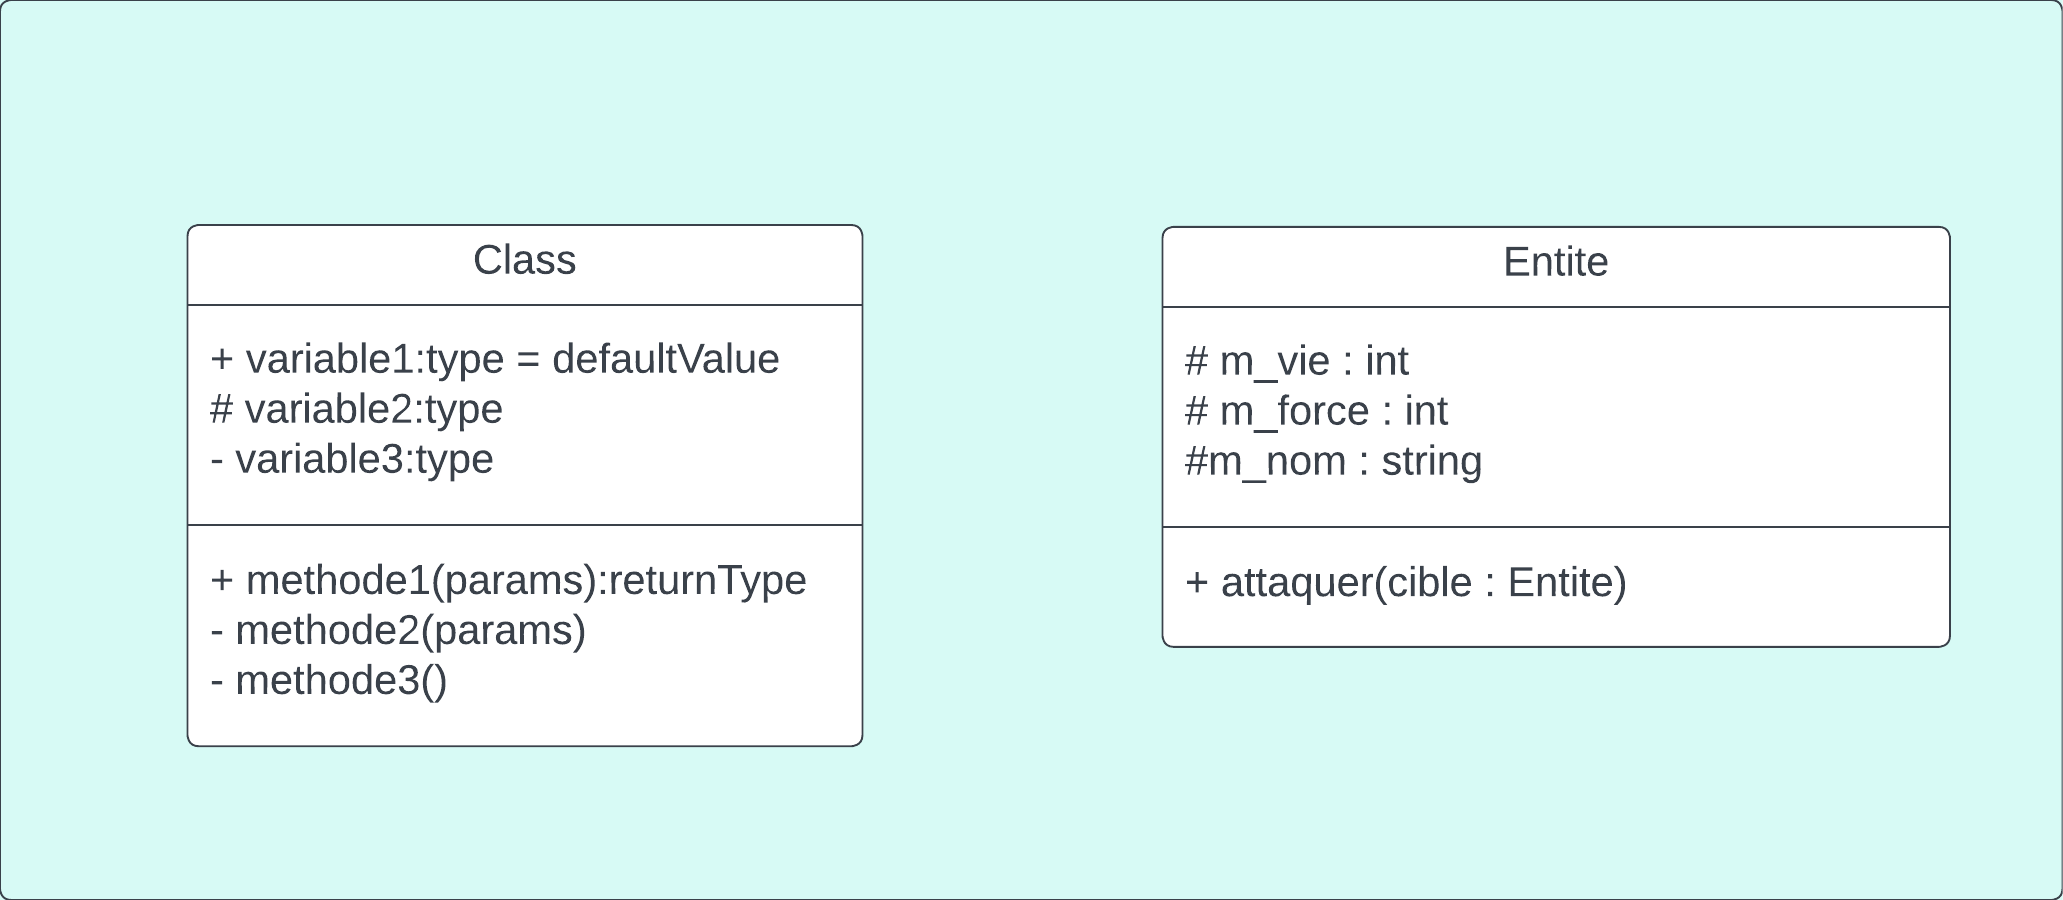 Class
+ variable1:type = defaultValue
# variable2:type
- variable3:type
+ methode1(params):returnType
- methode2(params)
- methode3()
Entite
# m_vie : int
# m_force : int
#m_nom : string
+ attaquer(cible : Entite)